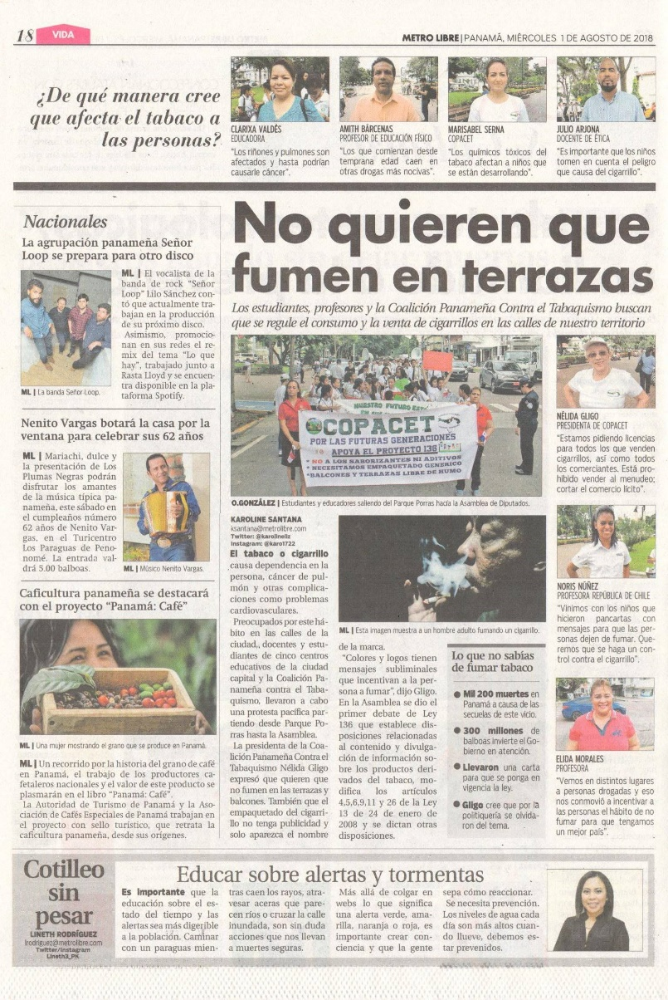 18
VIDA
METRO LIBRE | PANAMÁ, MIÉRCOLES 1 DE AGOSTO DE 2018
¿De qué manera cree
que afecta el tabaco a
las personas?
CLARIXA VALDÉS
EDUCADORA
“Los riñones y pulmones son
afectados y hasta podrían
causarle cáncer”.
AMITH BÁRCENAS
PROFESOR DE EDUCACIÓN FÍSICO
“Los que comienzan desde
temprana edad caen en
otras drogas más nocivas”.
MARISABEL SERNA
COPACET
“Los químicos tóxicos del
tabaco afectan a niños que
se están desarrollando”.
JULIO ARJONA
DOCENTE DE ÉTICA
“Es importante que los niños
tomen en cuenta el peligro
que causa del cigarrillo”.
Nacionales
La agrupación panameña Señor
Loop se prepara para otro disco
ML | El vocalista de la
banda de rock “Señor
Loop” Lilo Sánchez con-
tó que actualmente tra-
bajan en la producción
de su próximo disco.
Asimismo, promocio-
nan en sus redes el re-
mix del tema “Lo que
hay”, trabajado junto a
Rasta Lloyd y se encuen-
tra disponible en la pla-
taforma Spotify.
ML | La banda Señor Loop.
Nenito Vargas botará la casa por la
ventana para celebrar sus 62 años
ML | Mariachi, dulce y
la presentación de Los
Plumas Negras podrán
disfrutar los amantes
de la música típica pa-
nameña, este sábado en
el cumpleaños número
62 años de Nenito Var-
gas, en el Turicentro
Los Paraguas de Peno-
nomé. La entrada val-
drá 5.00 balboas.
ML | Músico Nenito Vargas.
Caficultura panameña se destacará
con el proyecto “Panamá: Café”
ML | Una mujer mostrando el grano que se produce en Panamá.
ML | Un recorrido por la historia del grano de café
en Panamá, el trabajo de los productores ca-
fetaleros nacionales y el valor de este producto se
plasmarán en el libro “Panamá: Café”.
La Autoridad de Turismo de Panamá y la Aso-
ciación de Cafés Especiales de Panamá trabajan en
el proyecto con sello turístico, que retrata la
caficultura panameña, desde sus orígenes.
No quieren que
fumen en terrazas
Los estudiantes, profesores y la Coalición Panameña Contra el Tabaquismo buscan
que se regule el consumo y la venta de cigarrillos en las calles de nuestro territorio
NUESTRO FUTURO EST
COPACET
POR LAS FUTURAS GENERACIONES
APOYA EL PROYECTO 136
* NO A LOS SABORIZANTES NI ADITIVOS
* NECESITAMOS EMPAQUETADO GENERICO
*BALCONES Y TERRAZAS LIBRE DE HUMO
O.GONZÁLEZ | Estudiantes y educadores saliendo del Parque Porras hacía la Asamblea de Diputados.
KAROLINE SANTANA
ksantana@metrolibre.com
Twitter: @karolineliz
Instagram: @karo1722
El tabaco o cigarrillo
causa dependencia en la
persona, cáncer de pul-
món y otras complica-
ciones como problemas
cardiovasculares.
Preocupados por este há-
bito en las calles de la
ciudad,, docentes y estu-
diantes de cinco centros
educativos de la ciudad
capital y la Coalición Pa-
nameña contra el Taba-
quismo, llevaron a cabo
una protesta pacífica par-
tiendo desde Parque Po-
rras hasta la Asamblea.
La presidenta de la Coa-
lición Panameña Contra el
Tabaquismo Nélida Gligo
expresó que quieren que
no fumen en las terrazas y
balcones. También que el
empaquetado del cigarri-
llo no tenga publicidad y
solo aparezca el nombre
ML | Esta imagen muestra a un hombre adulto fumando un cigarrillo.
de la marca.
“Colores y logos tienen
mensajes subliminales
que incentivan a la per-
sona a fumar”, dijo Gligo.
En la Asamblea se dio el
primer debate de Ley
136 que establece dis-
posiciones relacionadas
al contenido y divulga-
ción de información so-
bre los productos deri-
vados del tabaco, mo-
difica los artículos
4,5,6,9,11 y 26 de la Ley
13 de 24 de enero de
2008 y se dictan otras
disposiciones.
Lo que no sabías
de fumar tabaco
● Mil 200 muertes en
Panamá a causa de las
secuelas de este vicio.
● 300 millones de
balboas invierte el Go-
bierno en atención.
● Llevaron una carta
para que se ponga en
vigencia la ley.
● Gligo cree que por la
politiquería se olvida-
ron del tema.
NÉLIDA GLIGO
PRESIDENTA DE COPACET
“Estamos pidiendo licencias
para todos los que venden
cigarrillos, así como todos
los comerciantes. Está pro-
hibido vender al menudeo;
cortar el comercio lícito”.
NORIS NÚÑEZ
PROFESORA REPÚBLICA DE CHILE
“Vinimos con los niños que
hicieron pancartas con
mensajes para que las per-
sonas dejen de fumar. Que-
remos que se haga un con-
trol contra el cigarrillo”.
ELIDA MORALES
PROFESORA
“Vemos en distintos lugares
a personas drogadas y eso
nos conmovió a incentivar a
las personas el hábito de no
fumar para que tengamos
un mejor país”.
Cotilleo
sin
pesar
LINETH RODRÍGUEZ
lrodriguez@metrolibre.com
Twitter/Instagram
Lineth3_PK
Educar sobre alertas y tormentas
Es importante que la
educación sobre el es-
tado del tiempo y las
alertas sea más digerible
a la población. Caminar
con un paraguas mien-
tras caen los rayos, atra-
vesar aceras que pare-
cen ríos o cruzar la calle
inundada, son sin duda
acciones que nos llevan
a muertes seguras.
Más allá de colgar en
webs lo que significa
una alerta verde, ama-
rilla, naranja o roja, es
importante crear con-
ciencia y que la gente
sepa cómo reaccionar.
Se necesita prevención.
Los niveles de agua cada
día son más altos cuan-
do llueve, debemos es-
tar prevenidos.